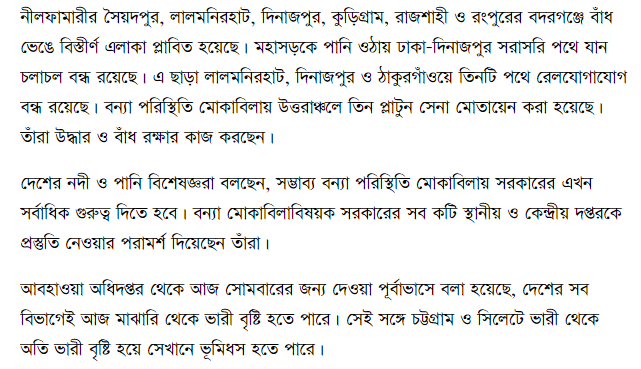 নীলফামারীর সৈয়দপুর, লালমনিরহাট, দিনাজপুর, কুড়িগ্রাম, রাজশাহী ও রংপুরের বদরগঞ্জে বাঁধ
ভেঙে বিস্তীর্ণ এলাকা প্লাবিত হয়েছে। মহাসড়কে পানি ওঠায় ঢাকা-দিনাজপুর সরাসরি পথে যান
চলাচল বন্ধ রয়েছে। এ ছাড়া লালমনিরহাট, দিনাজপুর ও ঠাকুরগাঁওয়ে তিনটি পথে রেলযোগাযোগ
বন্ধ রয়েছে। বন্যা পরিস্থিতি মোকাবিলায় উত্তরাঞ্চলে তিন প্লাটুন সেনা মোতায়েন করা হয়েছে।
তাঁরা উদ্ধার ও বাঁধ রক্ষার কাজ করছেন।
দেশের নদী ও পানি বিশেষজ্ঞরা বলছেন, সম্ভাব্য বন্যা পরিস্থিতি মোকাবিলায় সরকারের এখন
সর্বাধিক গুরুত্ব দিতে হবে। বন্যা মোকাবিলাবিষয়ক সরকারের সব কটি স্থানীয় ও কেন্দ্রীয় দপ্তরকে
প্রস্তুতি নেওয়ার পরামর্শ দিয়েছেন তাঁরা।
আবহাওয়া অধিদপ্তর থেকে আজ সোমবারের জন্য দেওয়া পূর্বাভাসে বলা হয়েছে, দেশের সব
বিভাগেই আজ মাঝারি থেকে ভারী বৃষ্টি হতে পারে। সেই সঙ্গে চট্টগ্রাম ও সিলেটে ভারী থেকে
অতি ভারী বৃষ্টি হয়ে সেখানে ভূমিধস হতে পারে।